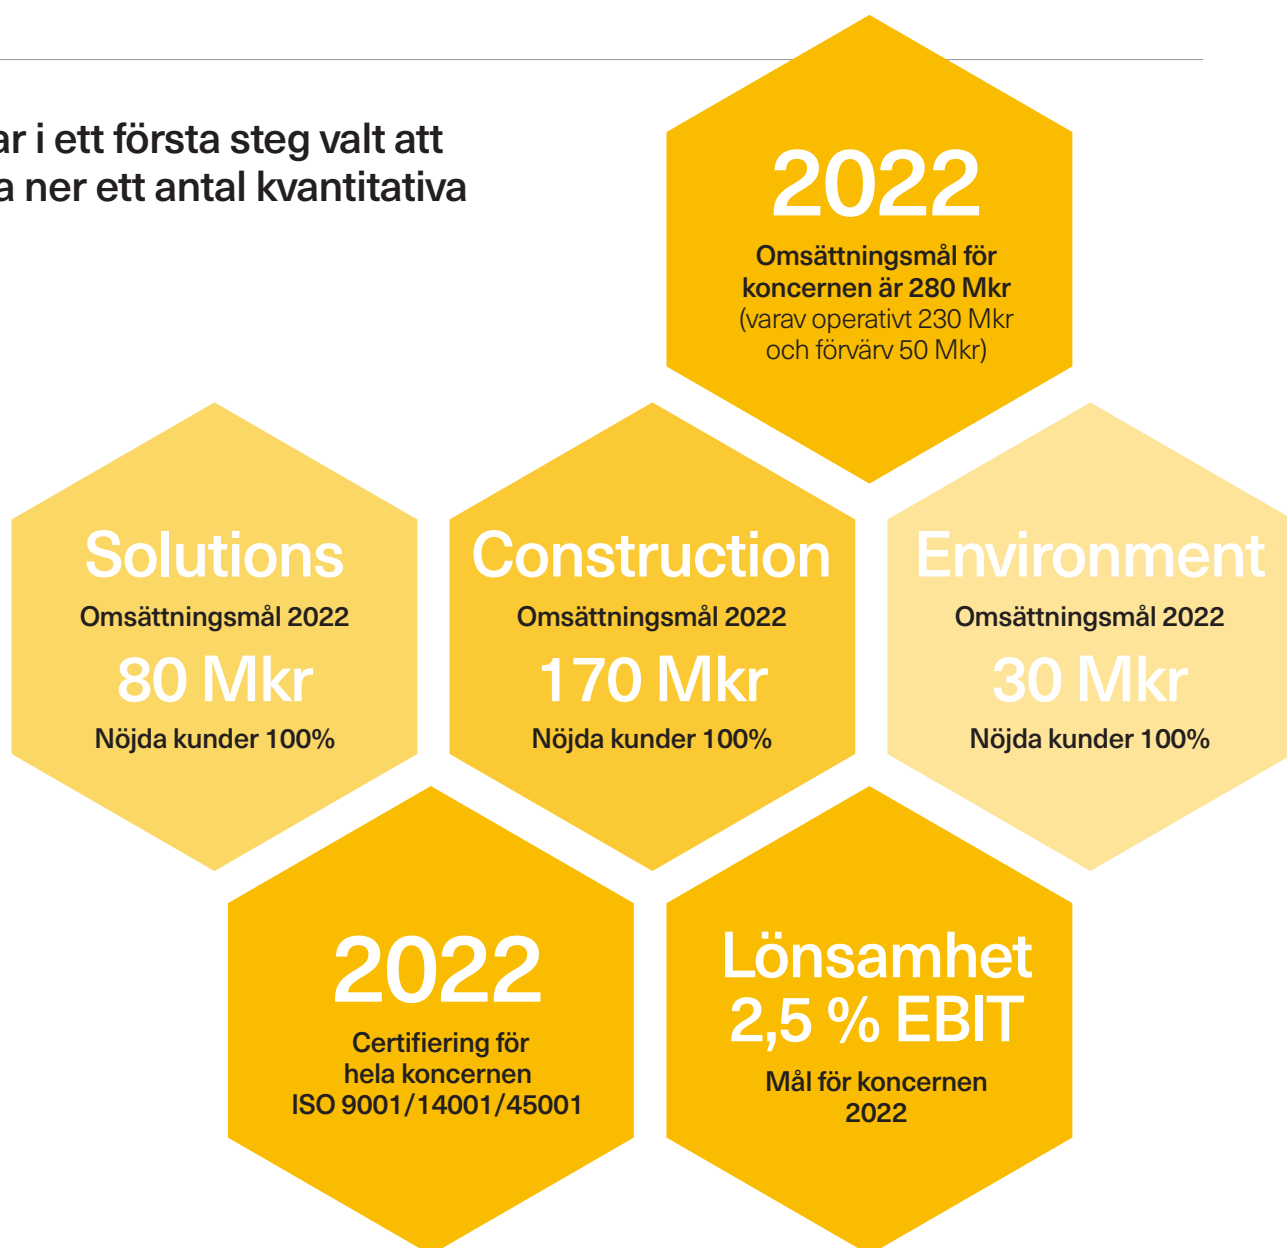 ar i ett första steg valt att
a ner ett antal kvantitativa
2022
Omsättningsmål för
koncernen är 280 Mkr
(varav operativt 230 Mkr
och förvärv 50 Mkr)
Solutions
Omsättningsmål 2022
80 Mkr
Nöjda kunder 100%
Construction
Omsättningsmål 2022
170 Mkr
Nöjda kunder 100%
Environment
Omsättningsmål 2022
30 Mkr
Nöjda kunder 100%
2022
Certifiering för
hela koncernen
ISO 9001/14001/45001
Lönsamhet
2,5 % EBIT
Mål för koncernen
2022